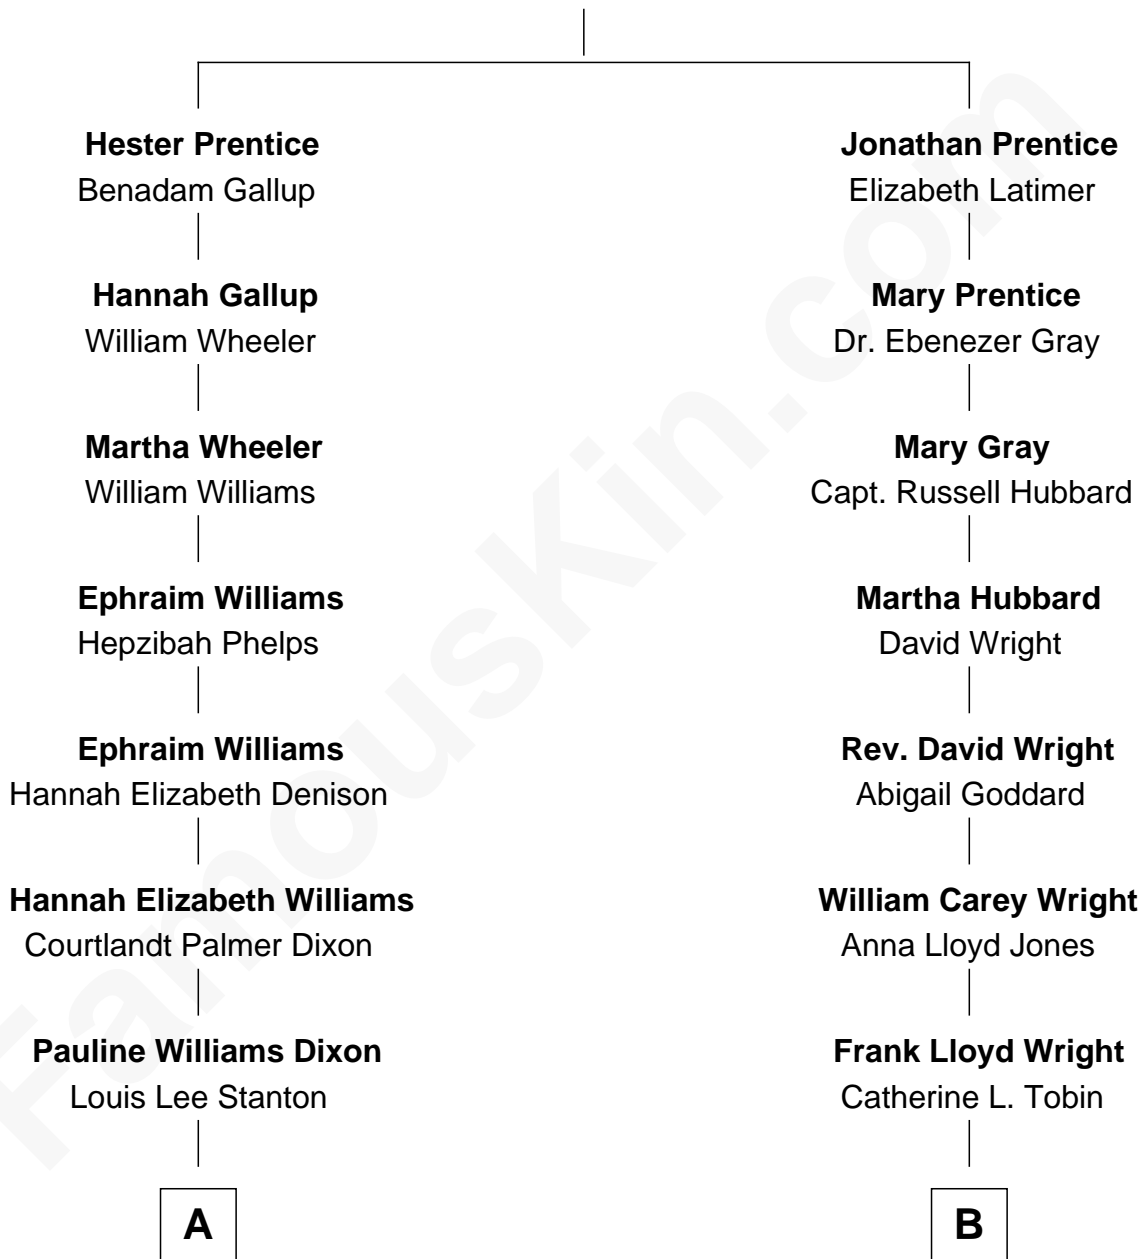 Hester Prentice
Benadam Gallup
Hannah Gallup
William Wheeler
Martha Wheeler
William Williams
Ephraim Williams
Hepzibah Phelps
Ephraim Williams
Hannah Elizabeth Denison
Hannah Elizabeth Williams
Courtlandt Palmer Dixon
Pauline Williams Dixon
Louis Lee Stanton
A
Jonathan Prentice
Elizabeth Latimer
Mary Prentice
Dr. Ebenezer Gray
Mary Gray
Capt. Russell Hubbard
Martha Hubbard
David Wright
Rev. David Wright
Abigail Goddard
William Carey Wright
Anna Lloyd Jones
Frank Lloyd Wright
Catherine L. Tobin
B
FamousKin.com